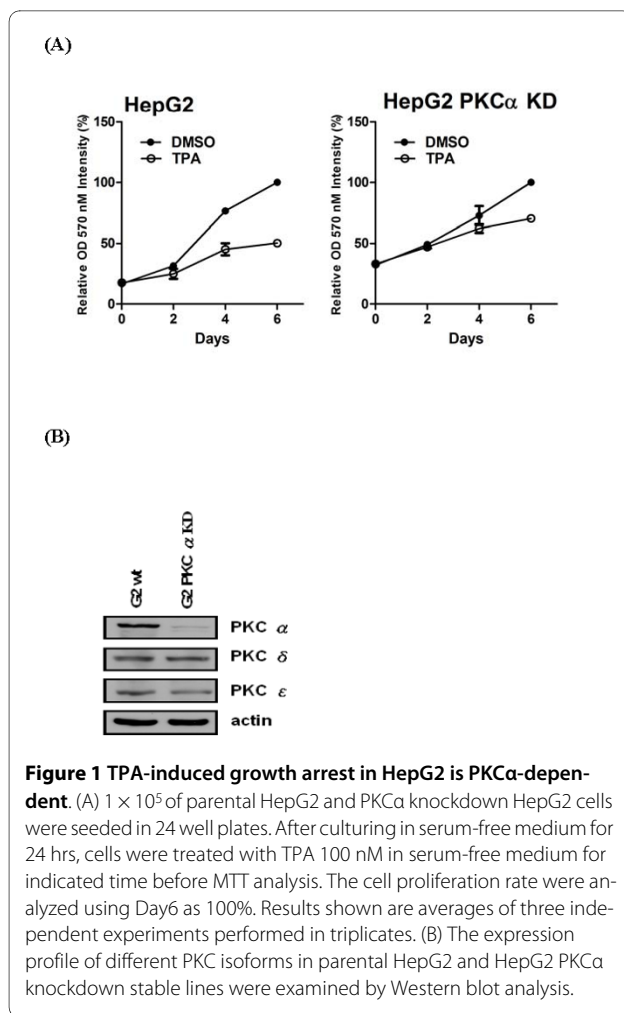 (A)
HepG2
HepG2 PKCα KD
Relative OD 570 nM Intensity (%)
150
100
50
0
DMSO
TPA
0 2 4 6
Days
Relative OD 570 nM Intensity (%)
150
100
50
0
DMSO
TPA
0 2 4 6
Days
(B)
G2 wt
G2 PKC α KD
PKC α
PKC δ
PKC ε
actin
Figure 1 TPA-induced growth arrest in HepG2 is PKCα-depen-
dent. (A) 1 × 10⁵ of parental HepG2 and PKCα knockdown HepG2 cells
were seeded in 24 well plates. After culturing in serum-free medium for
24 hrs, cells were treated with TPA 100 nM in serum-free medium for
indicated time before MTT analysis. The cell proliferation rate were an-
alyzed using Day6 as 100%. Results shown are averages of three inde-
pendent experiments performed in triplicates. (B) The expression
profile of different PKC isoforms in parental HepG2 and HepG2 PKCα
knockdown stable lines were examined by Western blot analysis.